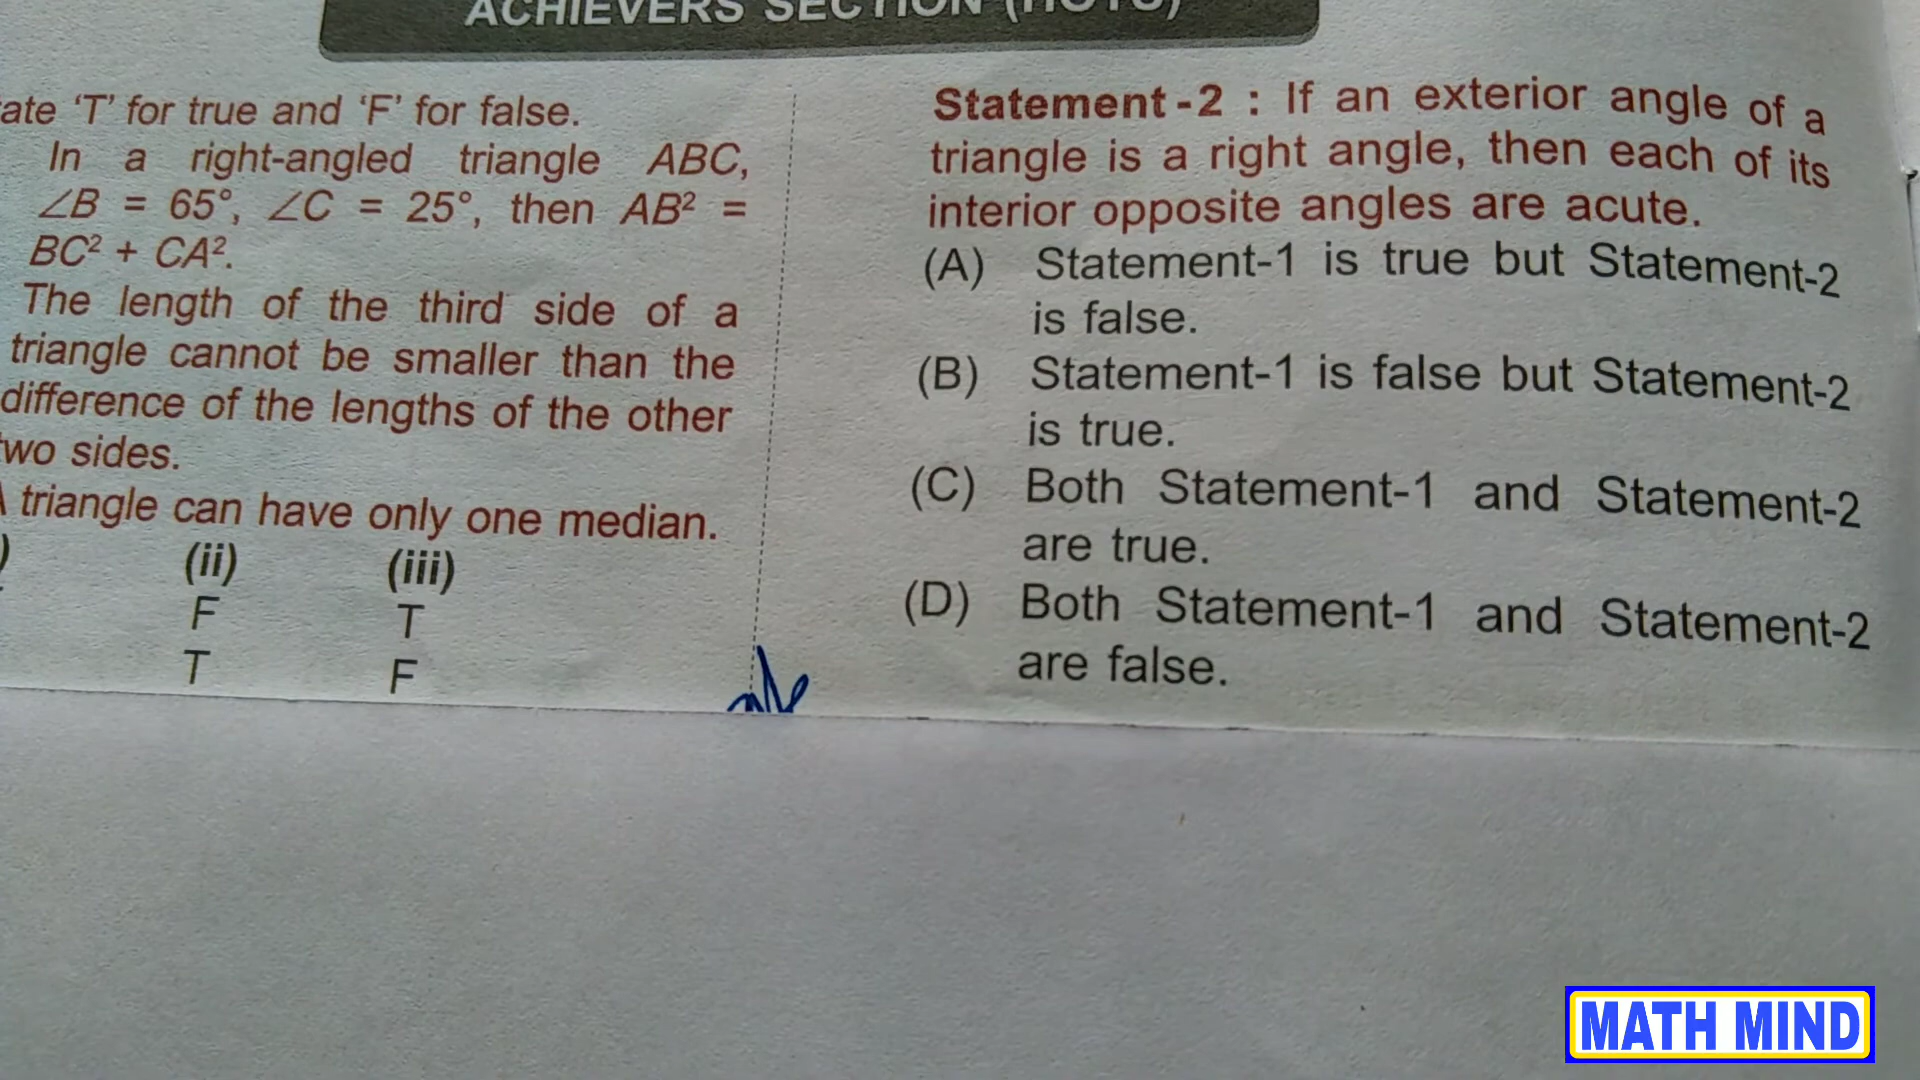 ACHIEVERS SECTION (HOTS)
ate 'T' for true and 'F' for false.
In a right-angled triangle ABC,
∠B = 65°, ∠C = 25°, then AB² =
BC² + CA².
The length of the third side of a
triangle cannot be smaller than the
difference of the lengths of the other
wo sides.
A triangle can have only one median.
) (ii) (iii)
F T
T F
Statement-2 : If an exterior angle of a
triangle is a right angle, then each of its
interior opposite angles are acute.
(A) Statement-1 is true but Statement-2
is false.
(B) Statement-1 is false but Statement-2
is true.
(C) Both Statement-1 and Statement-2
are true.
(D) Both Statement-1 and Statement-2
are false.
MATH MIND